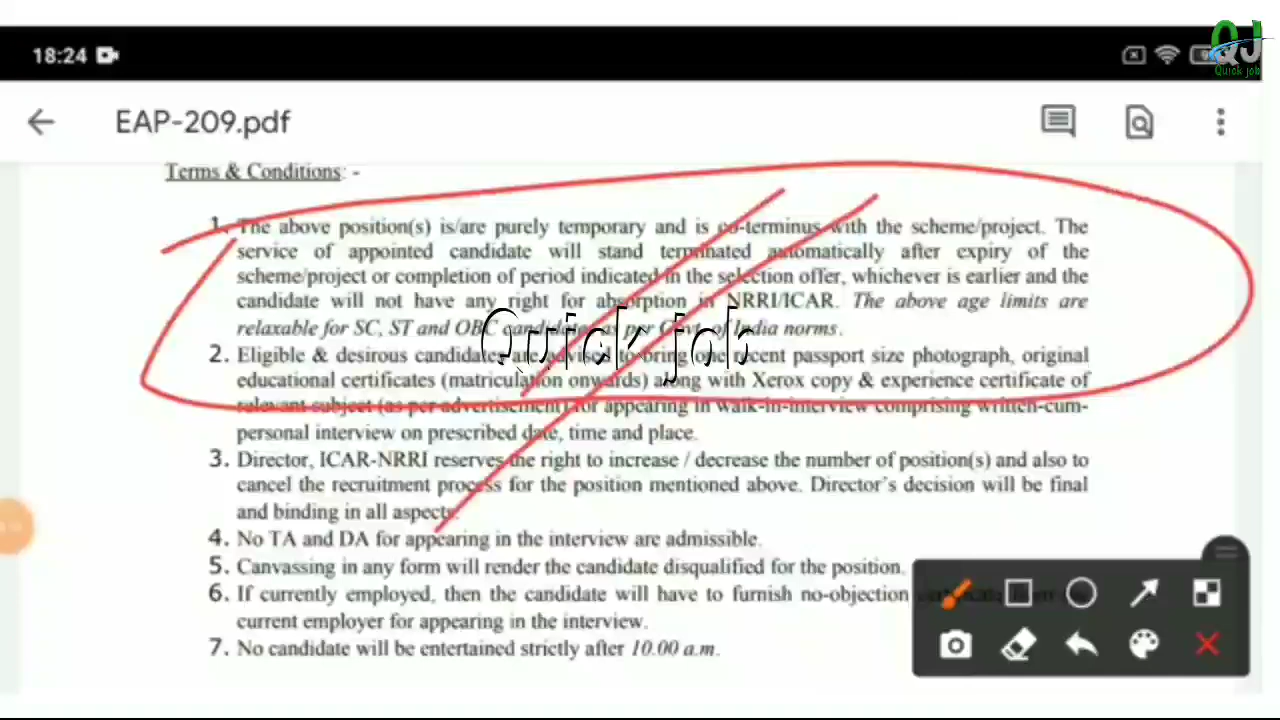 QJ
Quick job
18:24
EAP-209.pdf
Terms & Conditions: -
1. The above position(s) is/are purely temporary and is co-terminus with the scheme/project. The
service of appointed candidate will stand terminated automatically after expiry of the
scheme/project or completion of period indicated in the selection offer, whichever is earlier and the
candidate will not have any right for absorption in NRRI/ICAR. The above age limits are
relaxable for SC, ST and OBC candidates as per Govt. of India norms.
Quick job
2. Eligible & desirous candidates are advised to bring one recent passport size photograph, original
educational certificates (matriculation onwards) along with Xerox copy & experience certificate of
relevant subject (as per advertisement) for appearing in walk-in-interview comprising written-cum-
personal interview on prescribed date, time and place.
3. Director, ICAR-NRRI reserves the right to increase / decrease the number of position(s) and also to
cancel the recruitment process for the position mentioned above. Director's decision will be final
and binding in all aspects.
4. No TA and DA for appearing in the interview are admissible.
5. Canvassing in any form will render the candidate disqualified for the position.
6. If currently employed, then the candidate will have to furnish no-objection
current employer for appearing in the interview.
7. No candidate will be entertained strictly after 10.00 a.m.